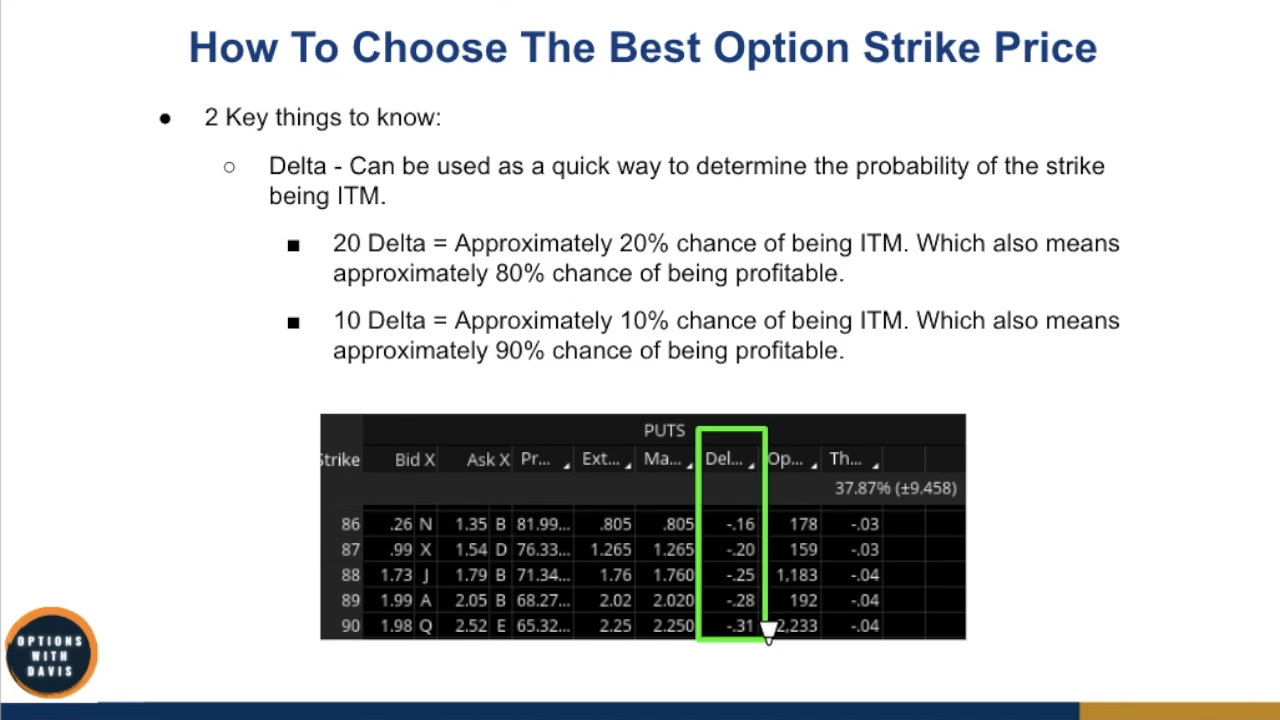 How To Choose The Best Option Strike Price
● 2 Key things to know:
○ Delta - Can be used as a quick way to determine the probability of the strike
being ITM.
■ 20 Delta = Approximately 20% chance of being ITM. Which also means
approximately 80% chance of being profitable.
■ 10 Delta = Approximately 10% chance of being ITM. Which also means
approximately 90% chance of being profitable.
PUTS
Strike Bid X Ask X Pr... Ext... Ma... Del... Op... Th...
37.87% (±9.458)
86 .26 N 1.35 B 81.99... .805 .805 -.16 178 -.03
87 .99 X 1.54 D 76.33... 1.265 1.265 -.20 159 -.03
88 1.73 J 1.79 B 71.34... 1.76 1.760 -.25 1,183 -.04
89 1.99 A 2.05 B 68.27... 2.02 2.020 -.28 192 -.04
90 1.98 Q 2.52 E 65.32... 2.25 2.250 -.31 2,233 -.04
OPTIONS
WITH
DAVIS